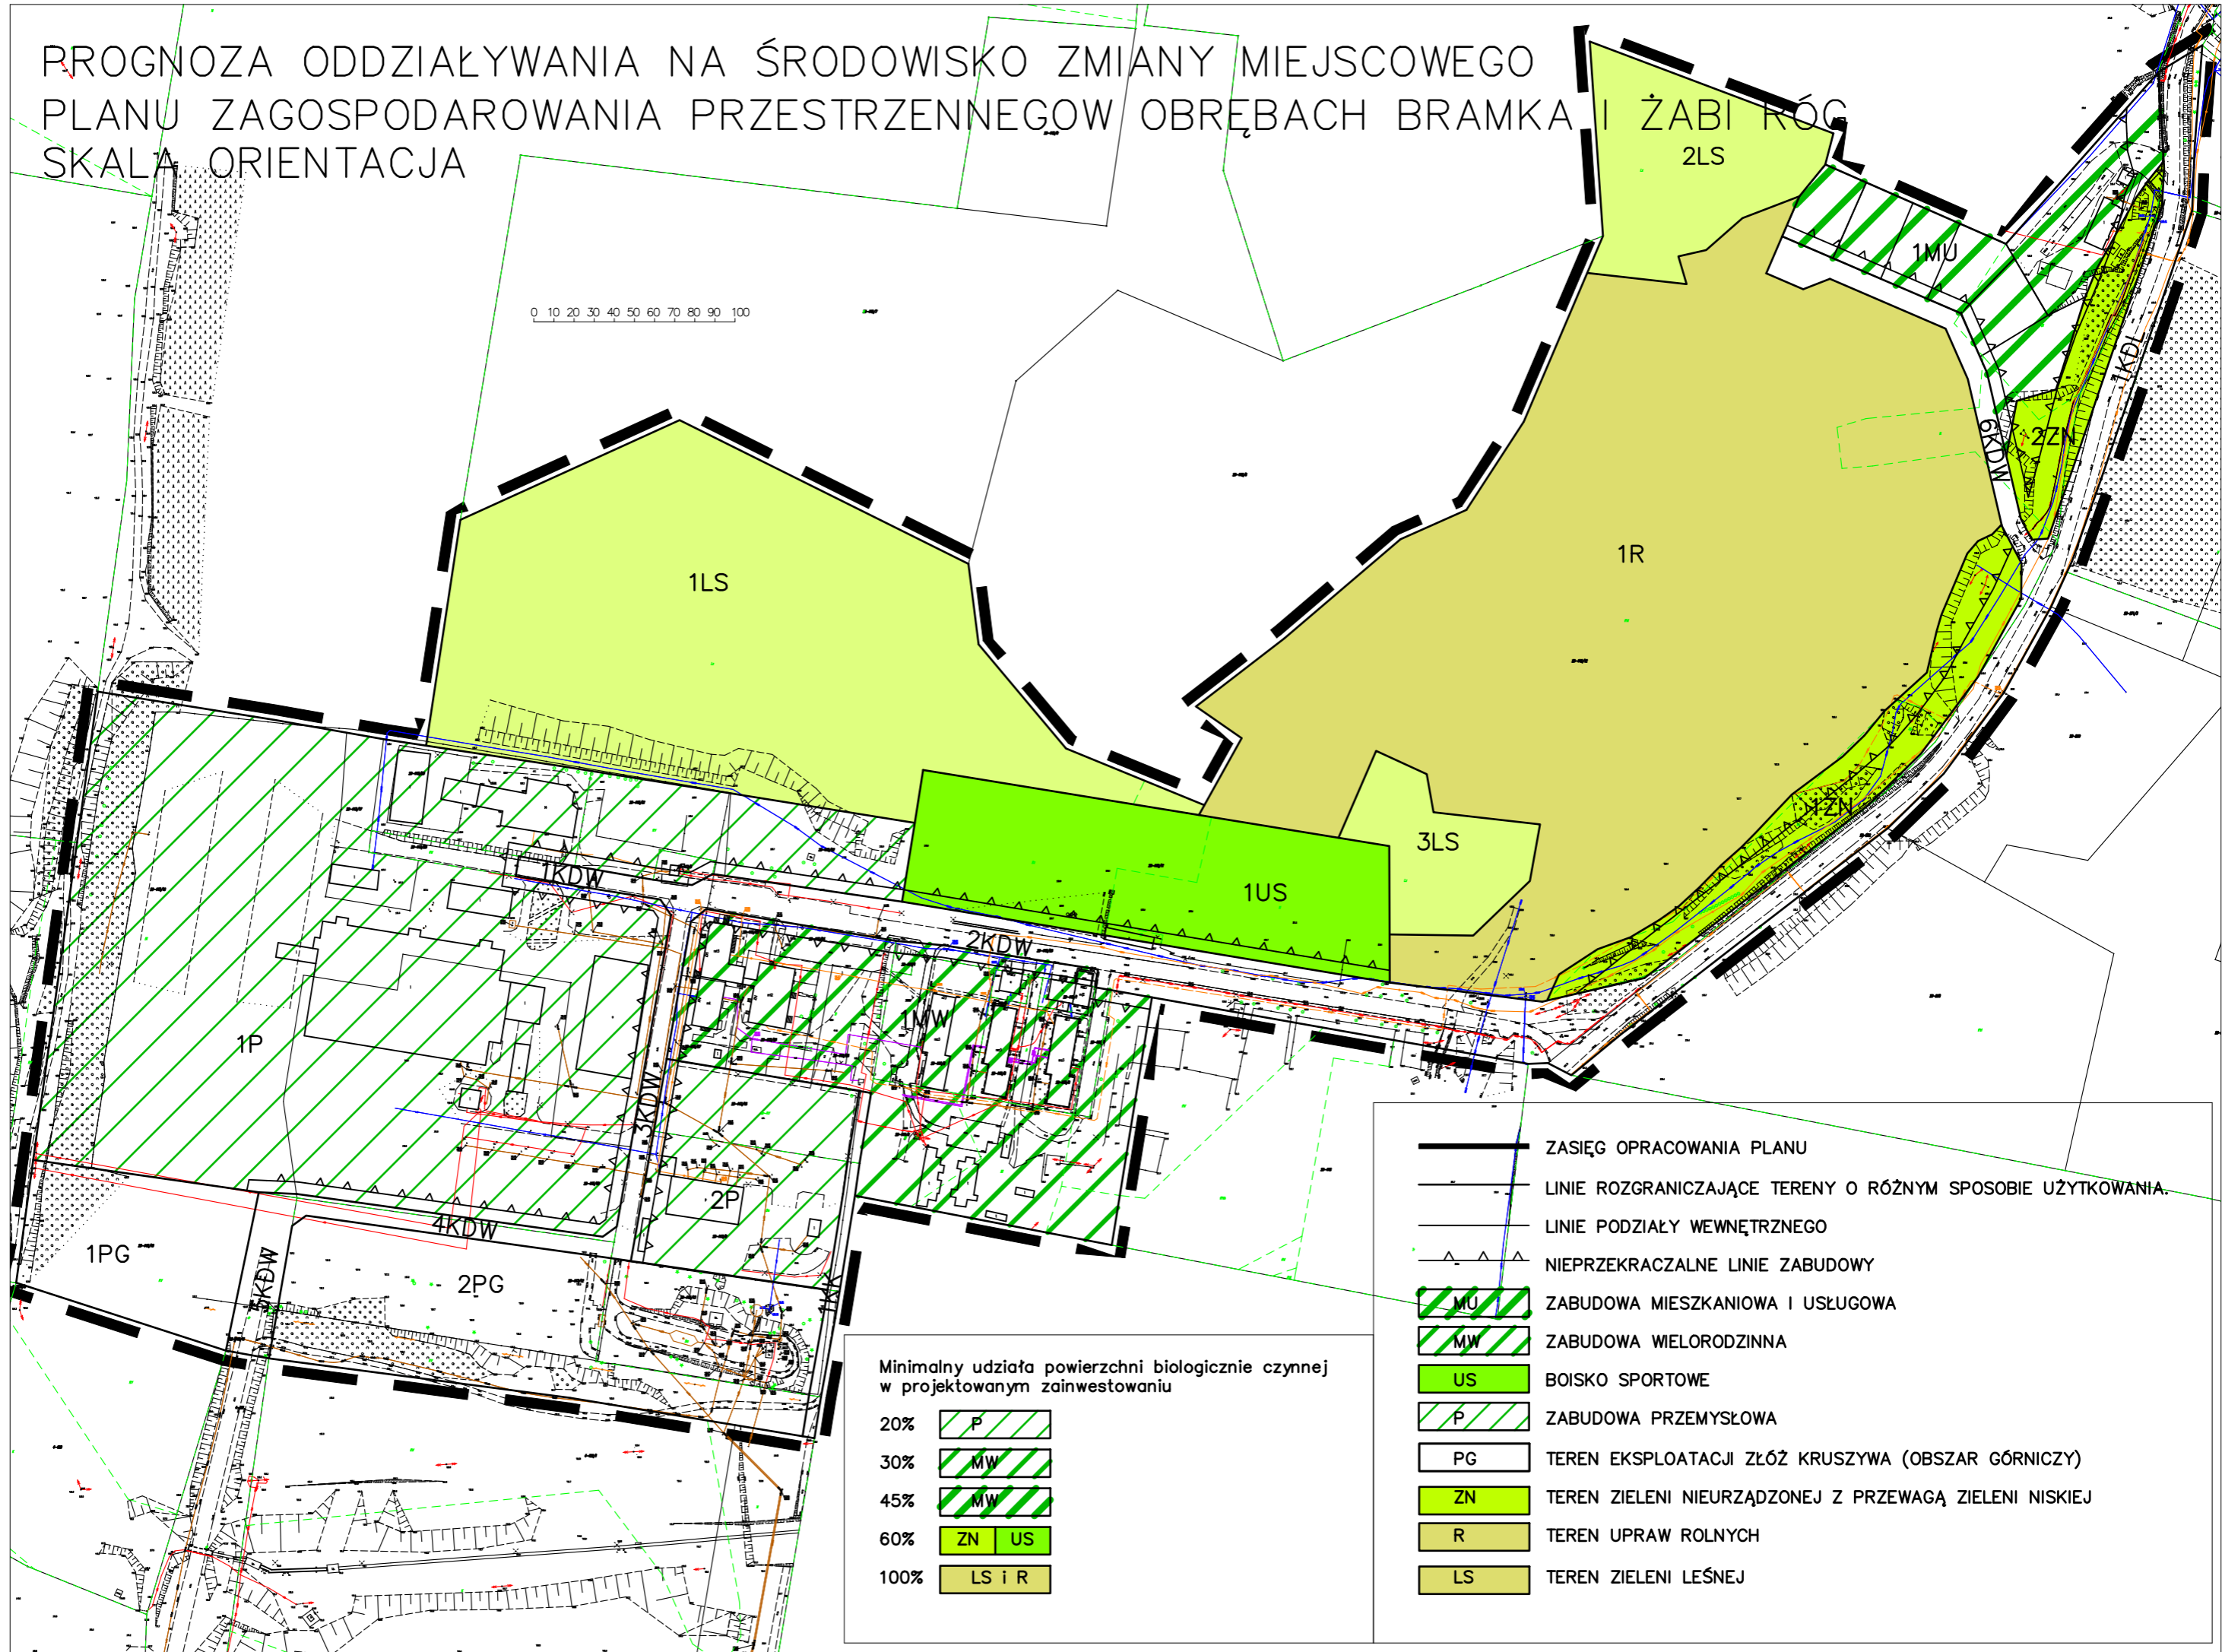 PROGNOZA ODDZIAŁYWANIA NA ŚRODOWISKO ZMIANY MIEJSCOWEGO
PLANU ZAGOSPODAROWANIA PRZESTRZENNEGOW OBRĘBACH BRAMKA I ŻABI RÓG
SKALA ORIENTACJA
0 10 20 30 40 50 60 70 80 90 100
2LS
1MU
1KDL
2ZN
6KDW
1R
1LS
1ZN
3LS
1US
1KDW
2KDW
1MW
1P
3KDW
2P
4KDW
1PG
5KDW
2PG
1KX
ZASIĘG OPRACOWANIA PLANU
LINIE ROZGRANICZAJĄCE TERENY O RÓŻNYM SPOSOBIE UŻYTKOWANIA.
LINIE PODZIAŁY WEWNĘTRZNEGO
NIEPRZEKRACZALNE LINIE ZABUDOWY
MU ZABUDOWA MIESZKANIOWA I USŁUGOWA
MW ZABUDOWA WIELORODZINNA
US BOISKO SPORTOWE
P ZABUDOWA PRZEMYSŁOWA
PG TEREN EKSPLOATACJI ZŁÓŻ KRUSZYWA (OBSZAR GÓRNICZY)
ZN TEREN ZIELENI NIEURZĄDZONEJ Z PRZEWAGĄ ZIELENI NISKIEJ
R TEREN UPRAW ROLNYCH
LS TEREN ZIELENI LEŚNEJ
Minimalny udziała powierzchni biologicznie czynnej
w projektowanym zainwestowaniu
20% P
30% MW
45% MW
60% ZN US
100% LS i R